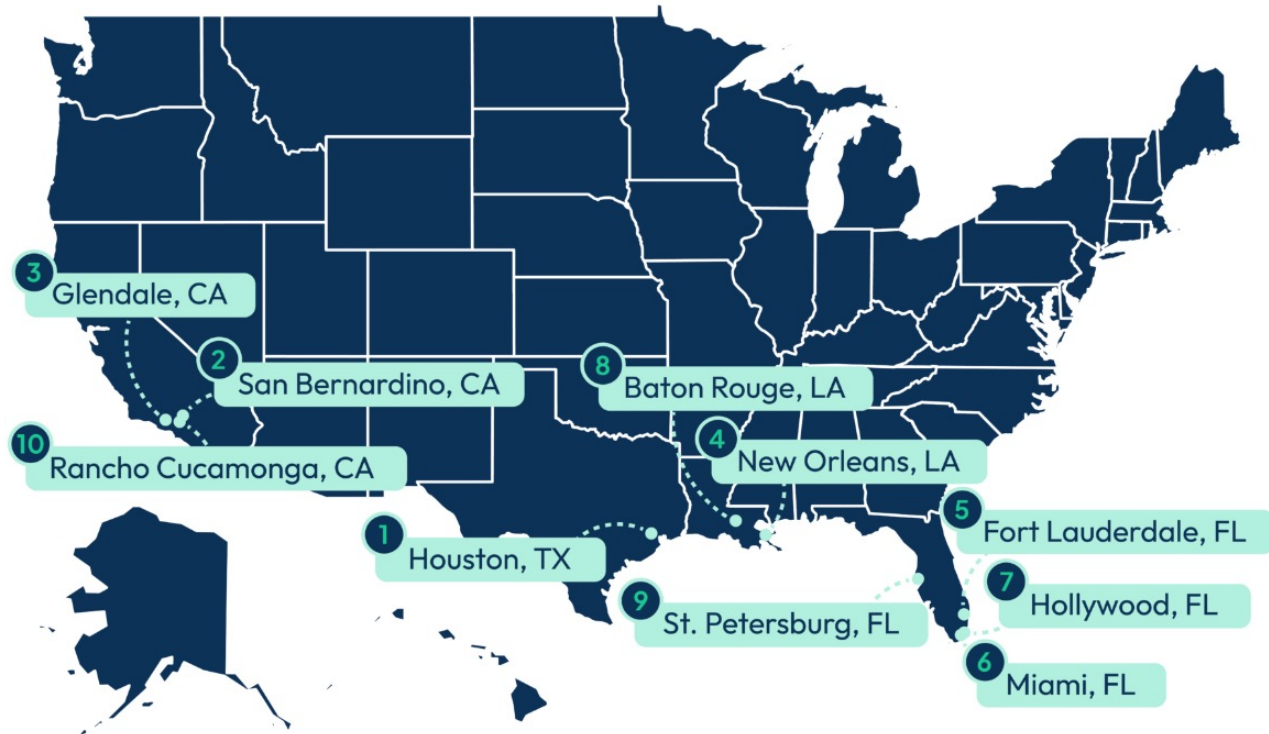 3
Glendale, CA
2
San Bernardino, CA
8
Baton Rouge, LA
10
Rancho Cucamonga, CA
4
New Orleans, LA
1
Houston, TX
5
Fort Lauderdale, FL
9
St. Petersburg, FL
7
Hollywood, FL
6
Miami, FL